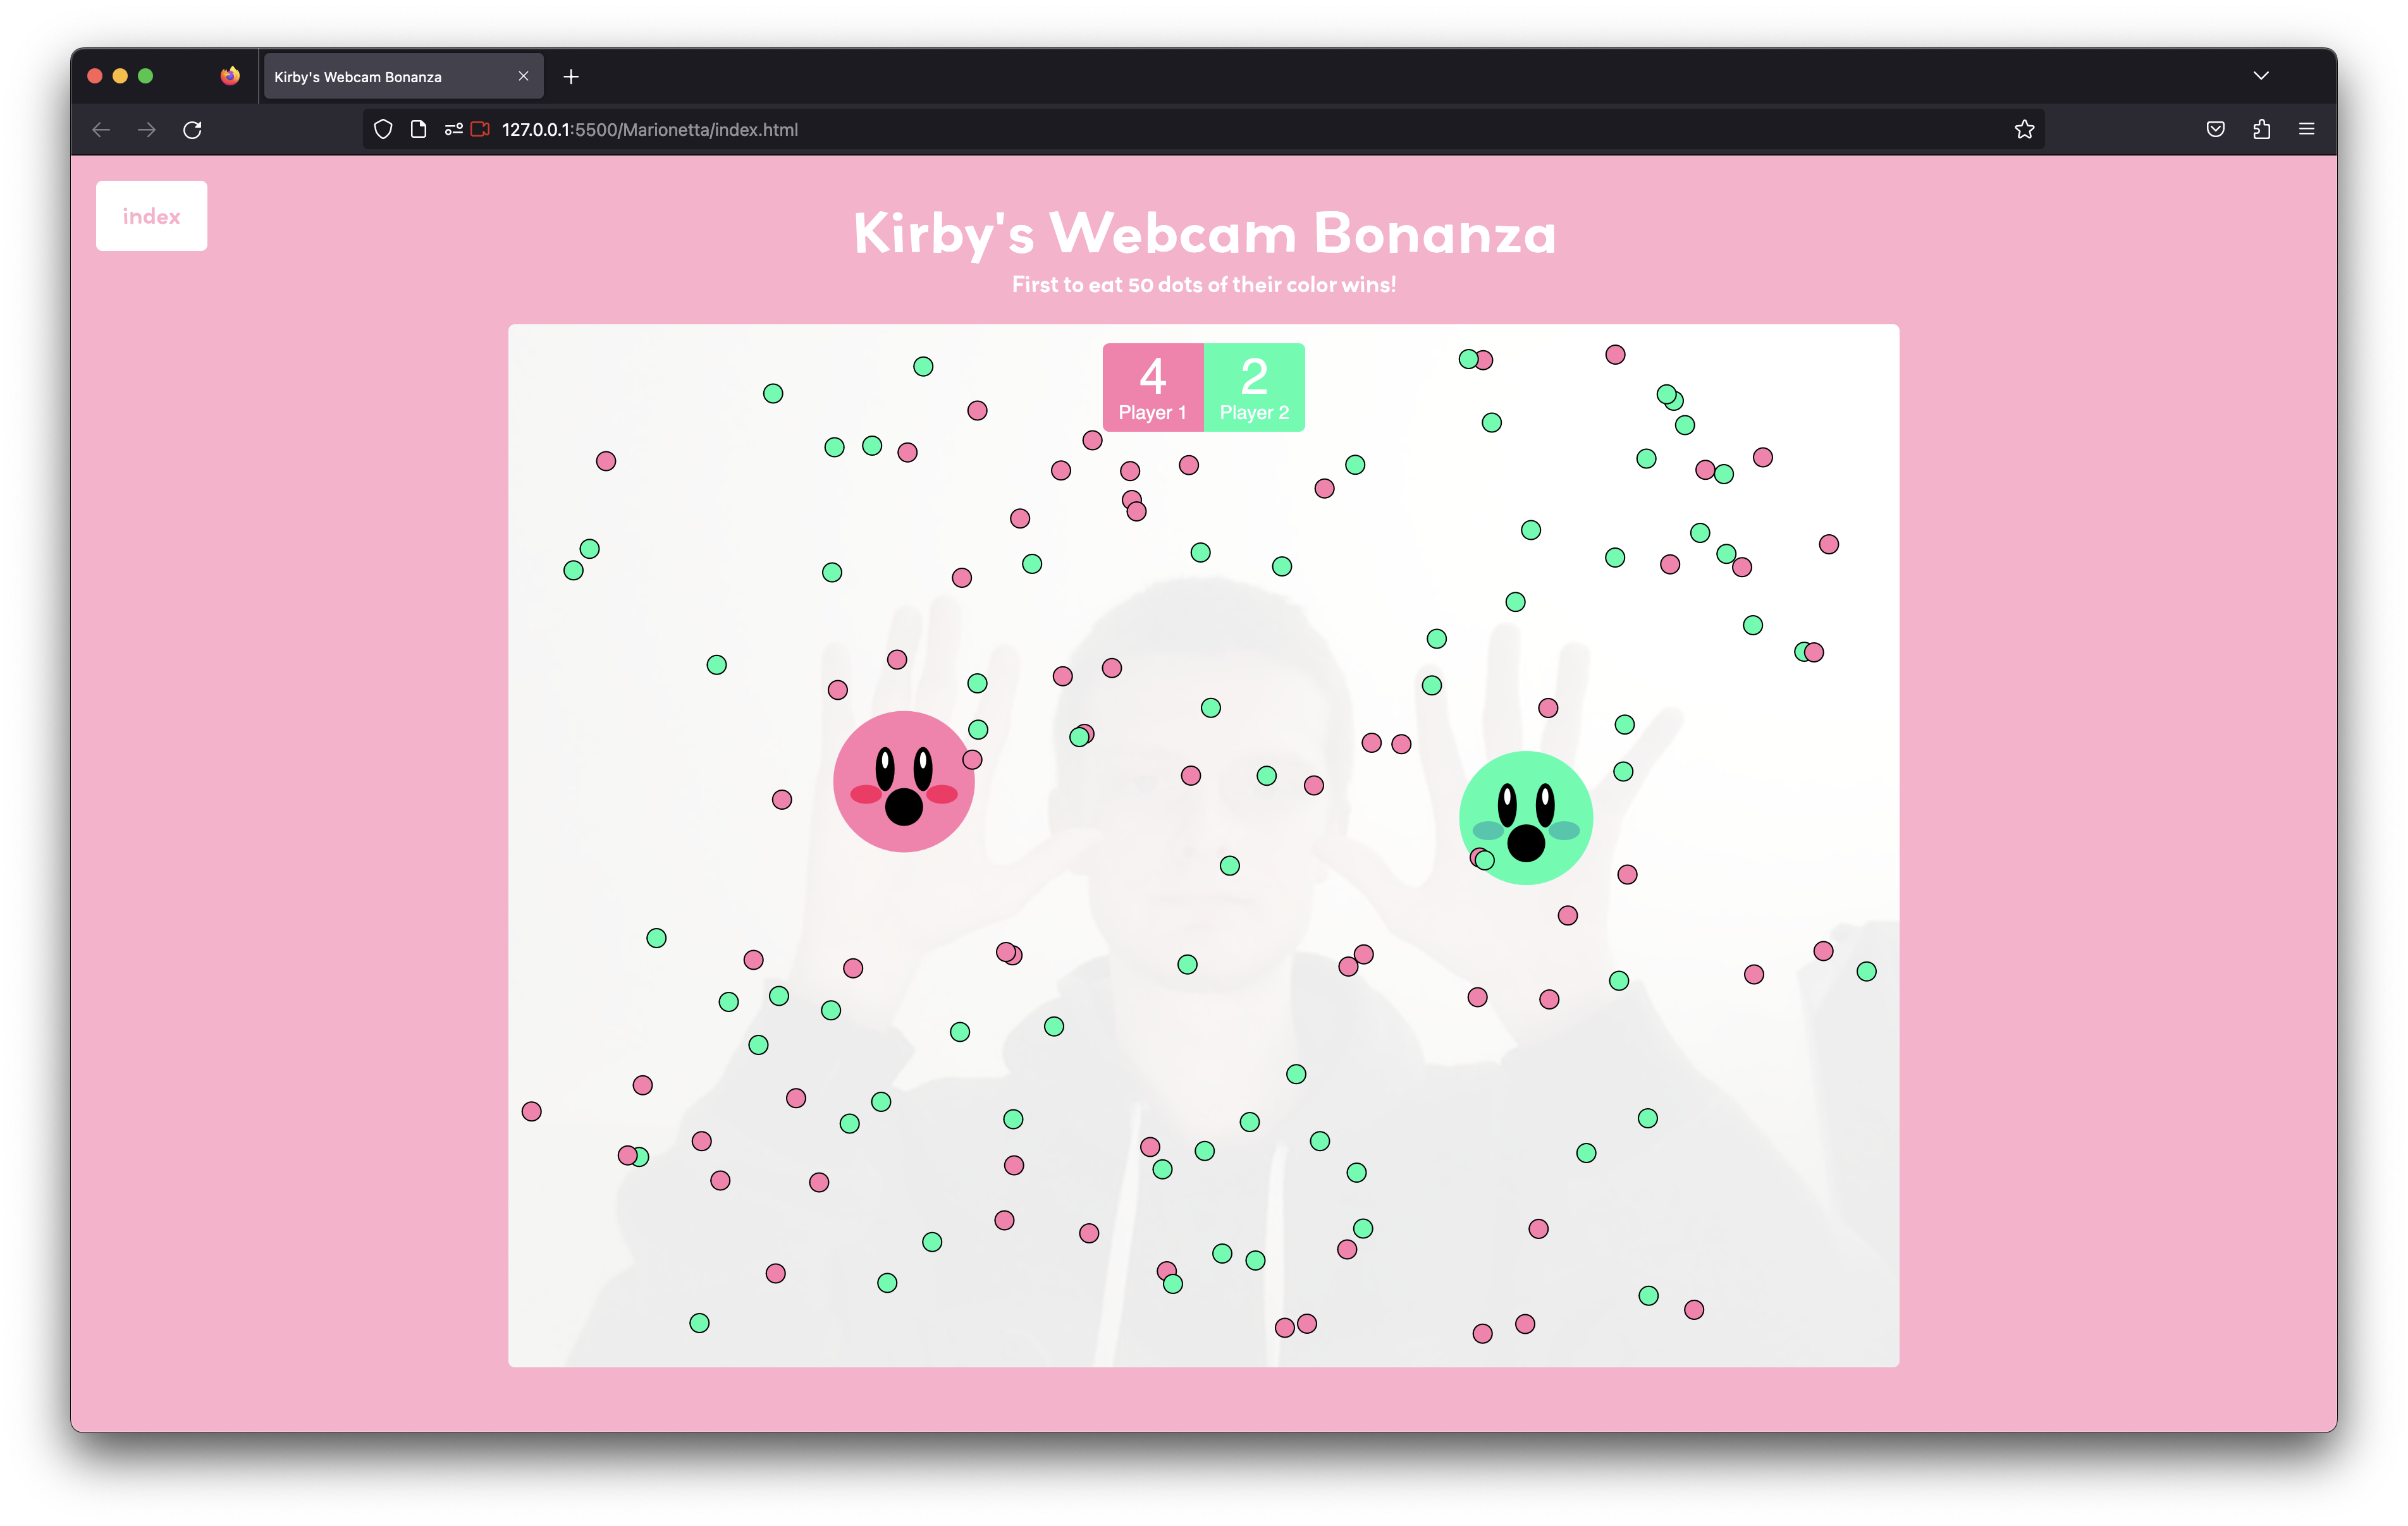 Kirby's Webcam Bonanza
127.0.0.1:5500/Marionetta/index.html
index
Kirby's Webcam Bonanza
First to eat 50 dots of their color wins!
4 2
Player 1 Player 2